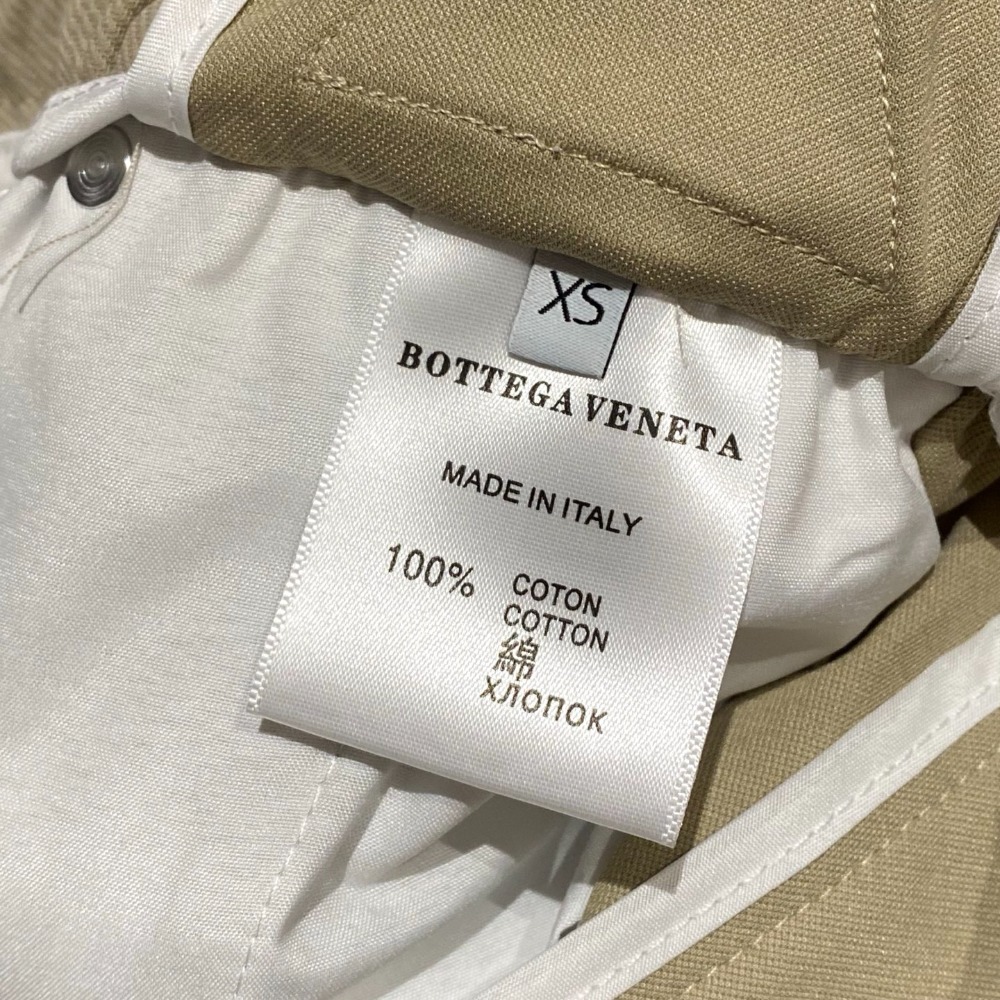 XS
BOTTEGA VENETA
MADE IN ITALY
100% COTON
COTTON
綿
ХЛОПОК